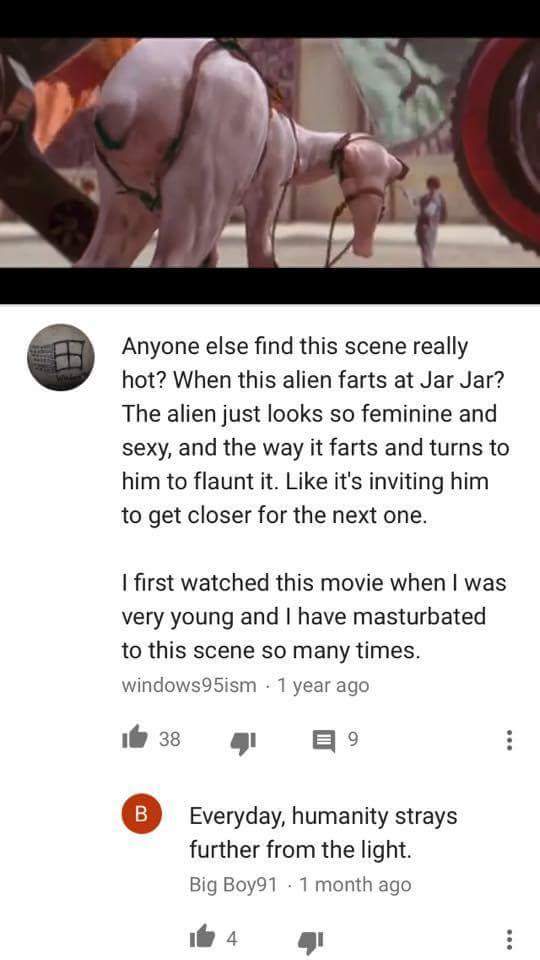 Anyone else find this scene really
hot? When this alien farts at Jar Jar?
The alien just looks so feminine and
sexy, and the way it farts and turns to
him to flaunt it. Like it's inviting him
to get closer for the next one.
I first watched this movie when I was
very young and I have masturbated
to this scene so many times.
windows95ism · 1 year ago
38
9
B
Everyday, humanity strays
further from the light.
Big Boy91 · 1 month ago
4